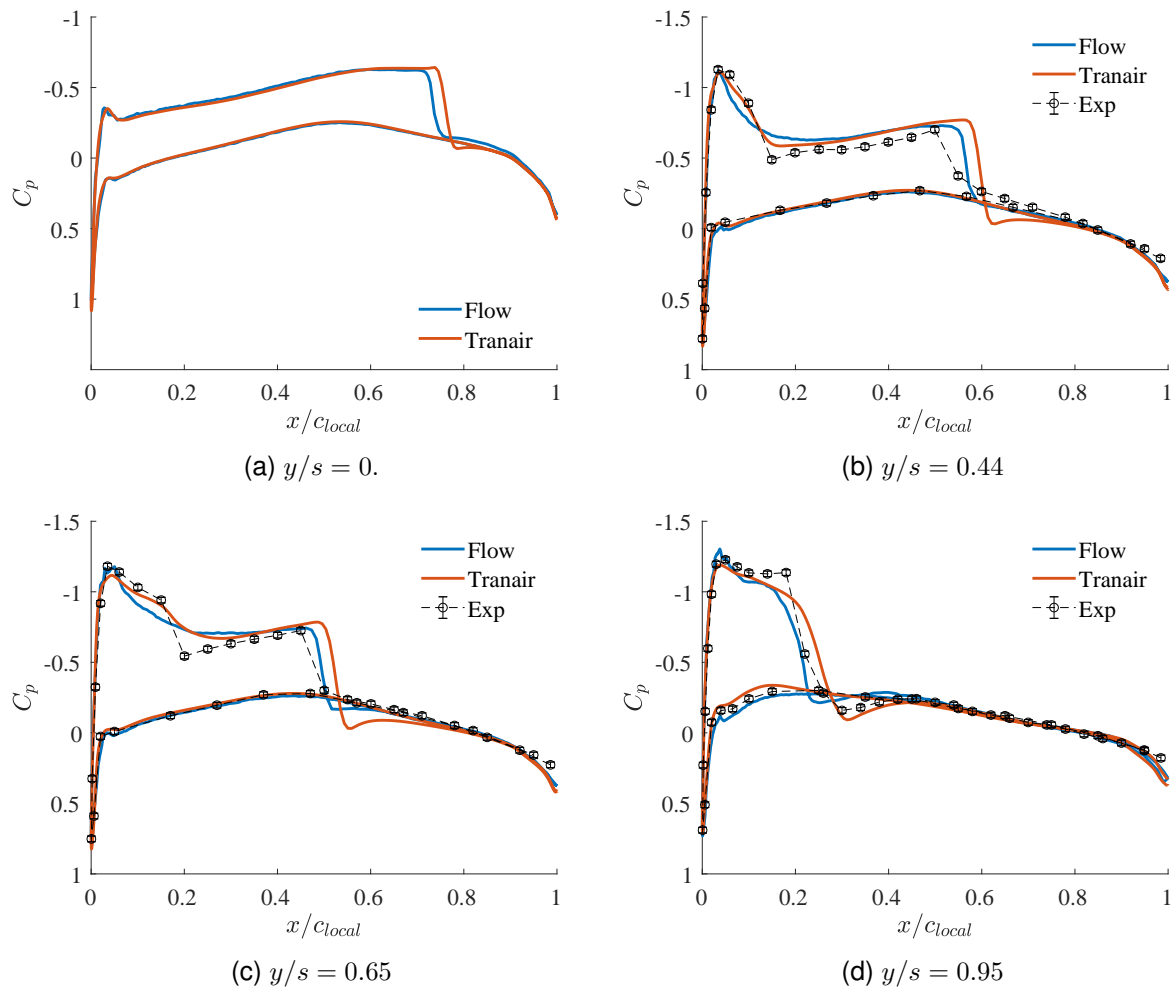 -1
-0.5
0
0.5
1
C_p
0 0.2 0.4 0.6 0.8 1
x/c_local
Flow
Tranair
(a) y/s = 0.
-1.5
-1
-0.5
0
0.5
1
C_p
0 0.2 0.4 0.6 0.8 1
x/c_local
Flow
Tranair
Exp
(b) y/s = 0.44
-1.5
-1
-0.5
0
0.5
1
C_p
0 0.2 0.4 0.6 0.8 1
x/c_local
Flow
Tranair
Exp
(c) y/s = 0.65
-1.5
-1
-0.5
0
0.5
1
C_p
0 0.2 0.4 0.6 0.8 1
x/c_local
Flow
Tranair
Exp
(d) y/s = 0.95